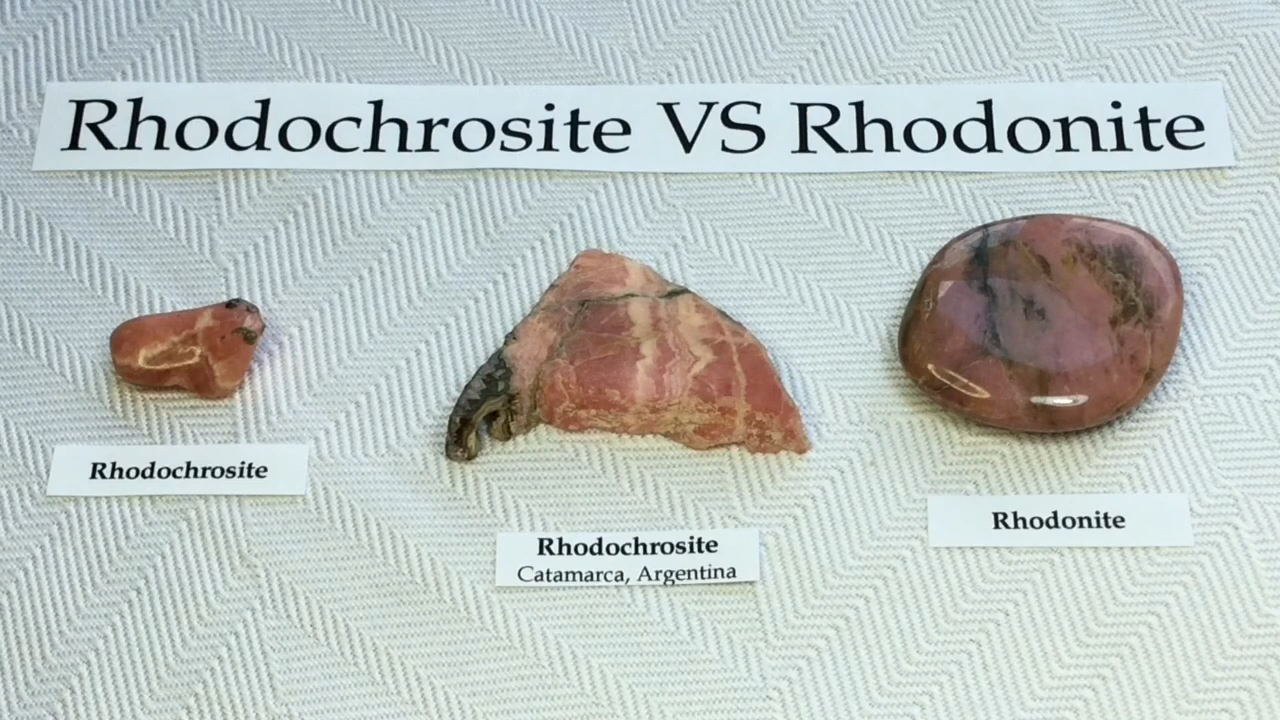 Rhodochrosite VS Rhodonite
Rhodochrosite
Rhodochrosite
Catamarca, Argentina
Rhodonite